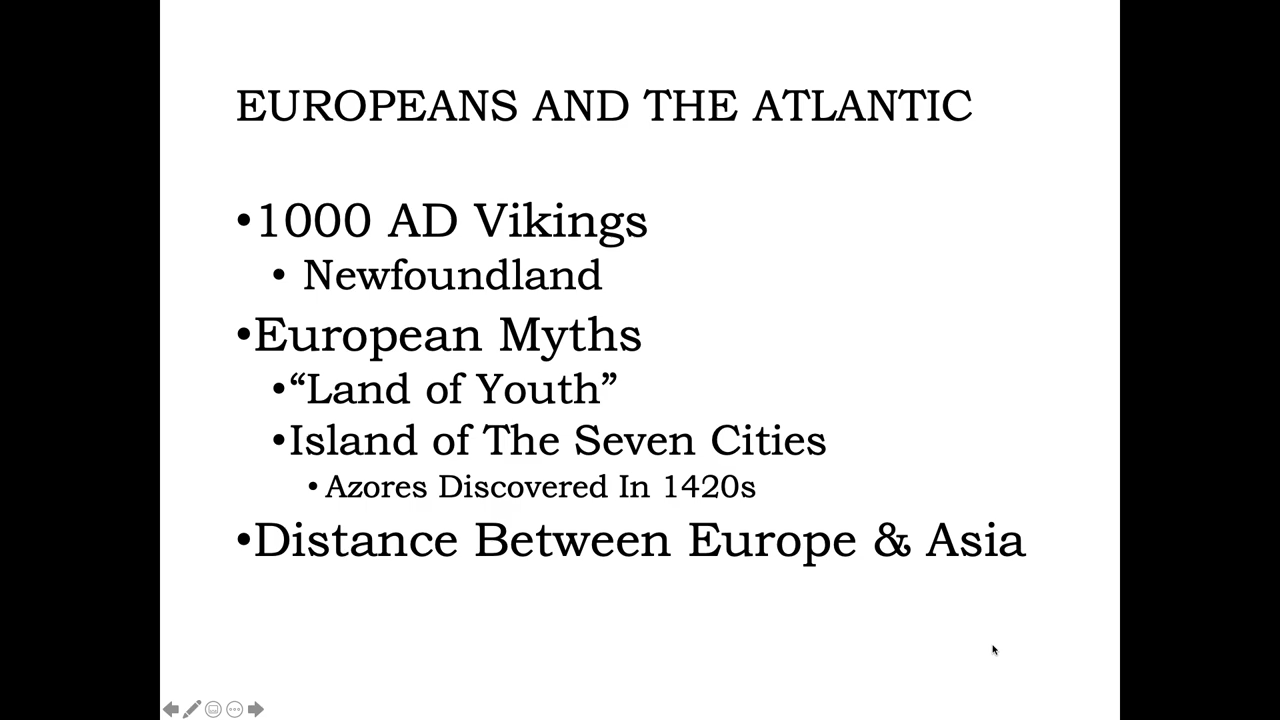 EUROPEANS AND THE ATLANTIC
•1000 AD Vikings
• Newfoundland
•European Myths
•“Land of Youth”
•Island of The Seven Cities
•Azores Discovered In 1420s
•Distance Between Europe & Asia